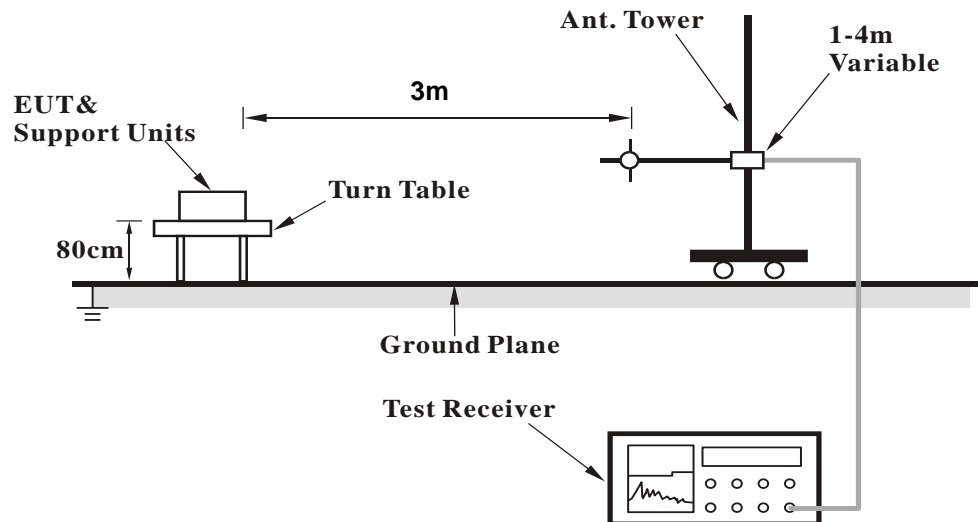 Ant. Tower
1-4m
Variable
3m
EUT&
Support Units
Turn Table
80cm
Ground Plane
Test Receiver